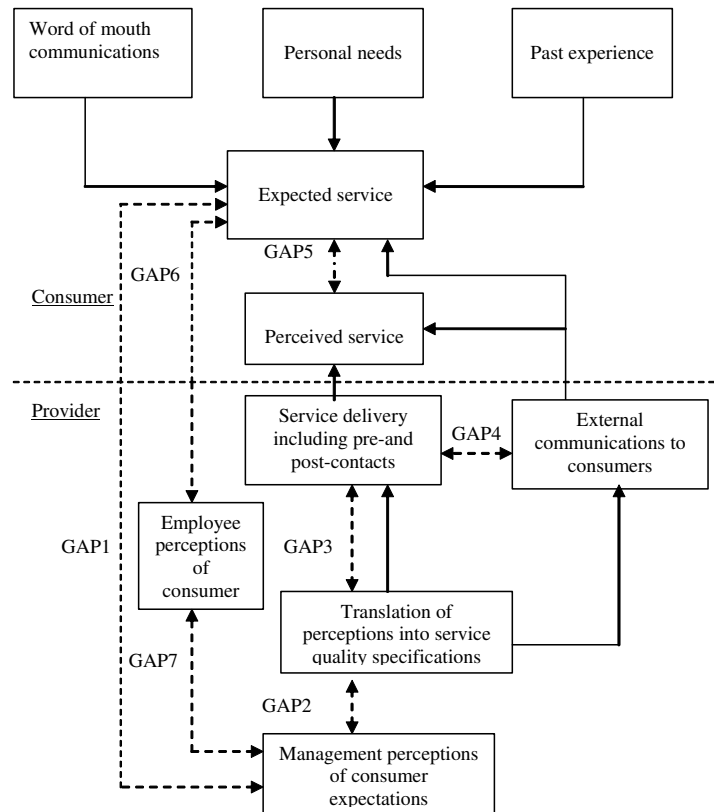 Word of mouth
communications
Personal needs
Past experience
Expected service
GAP5
GAP6
Consumer
Perceived service
Provider
Service delivery
including pre-and
post-contacts
GAP4
External
communications to
consumers
Employee
perceptions
of
consumer
GAP1
GAP3
Translation of
perceptions into service
quality specifications
GAP7
GAP2
Management perceptions
of consumer
expectations